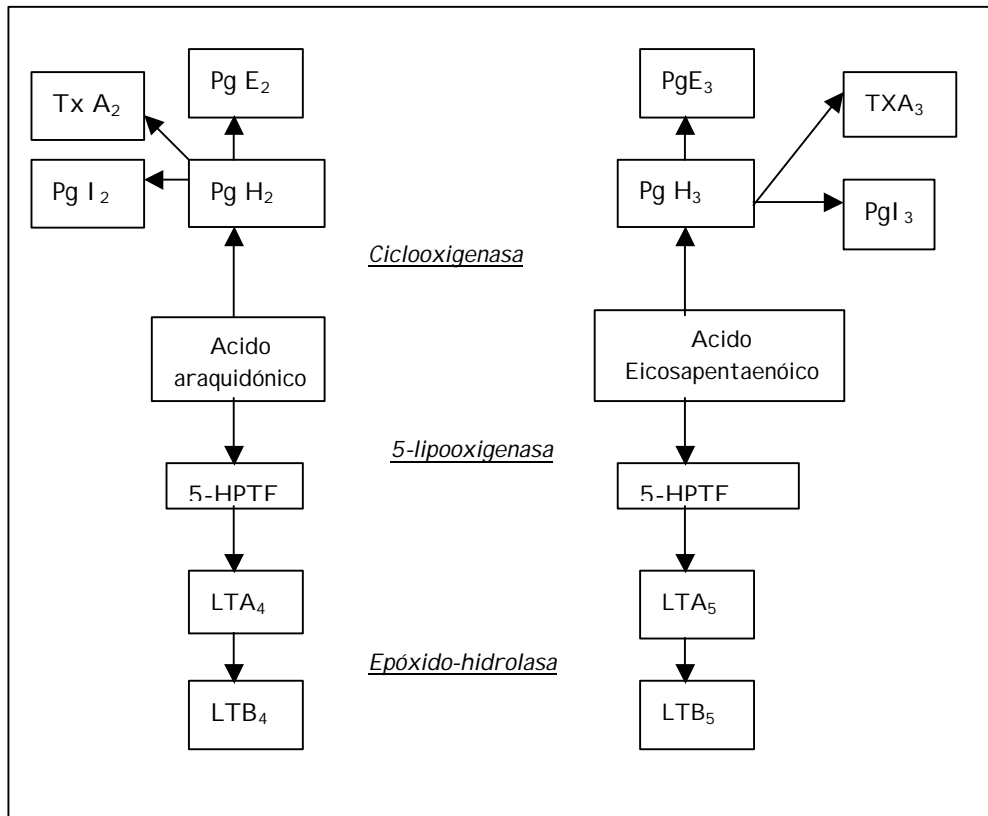 Pg E₂
PgE₃
Tx A₂
TXA₃
Pg I₂
Pg H₂
Pg H₃
PgI₃
Ciclooxigenasa
Acido
araquidónico
Acido
Eicosapentaenóico
5-lipooxigenasa
5-HPTE
5-HPTE
LTA₄
LTA₅
Epóxido-hidrolasa
LTB₄
LTB₅